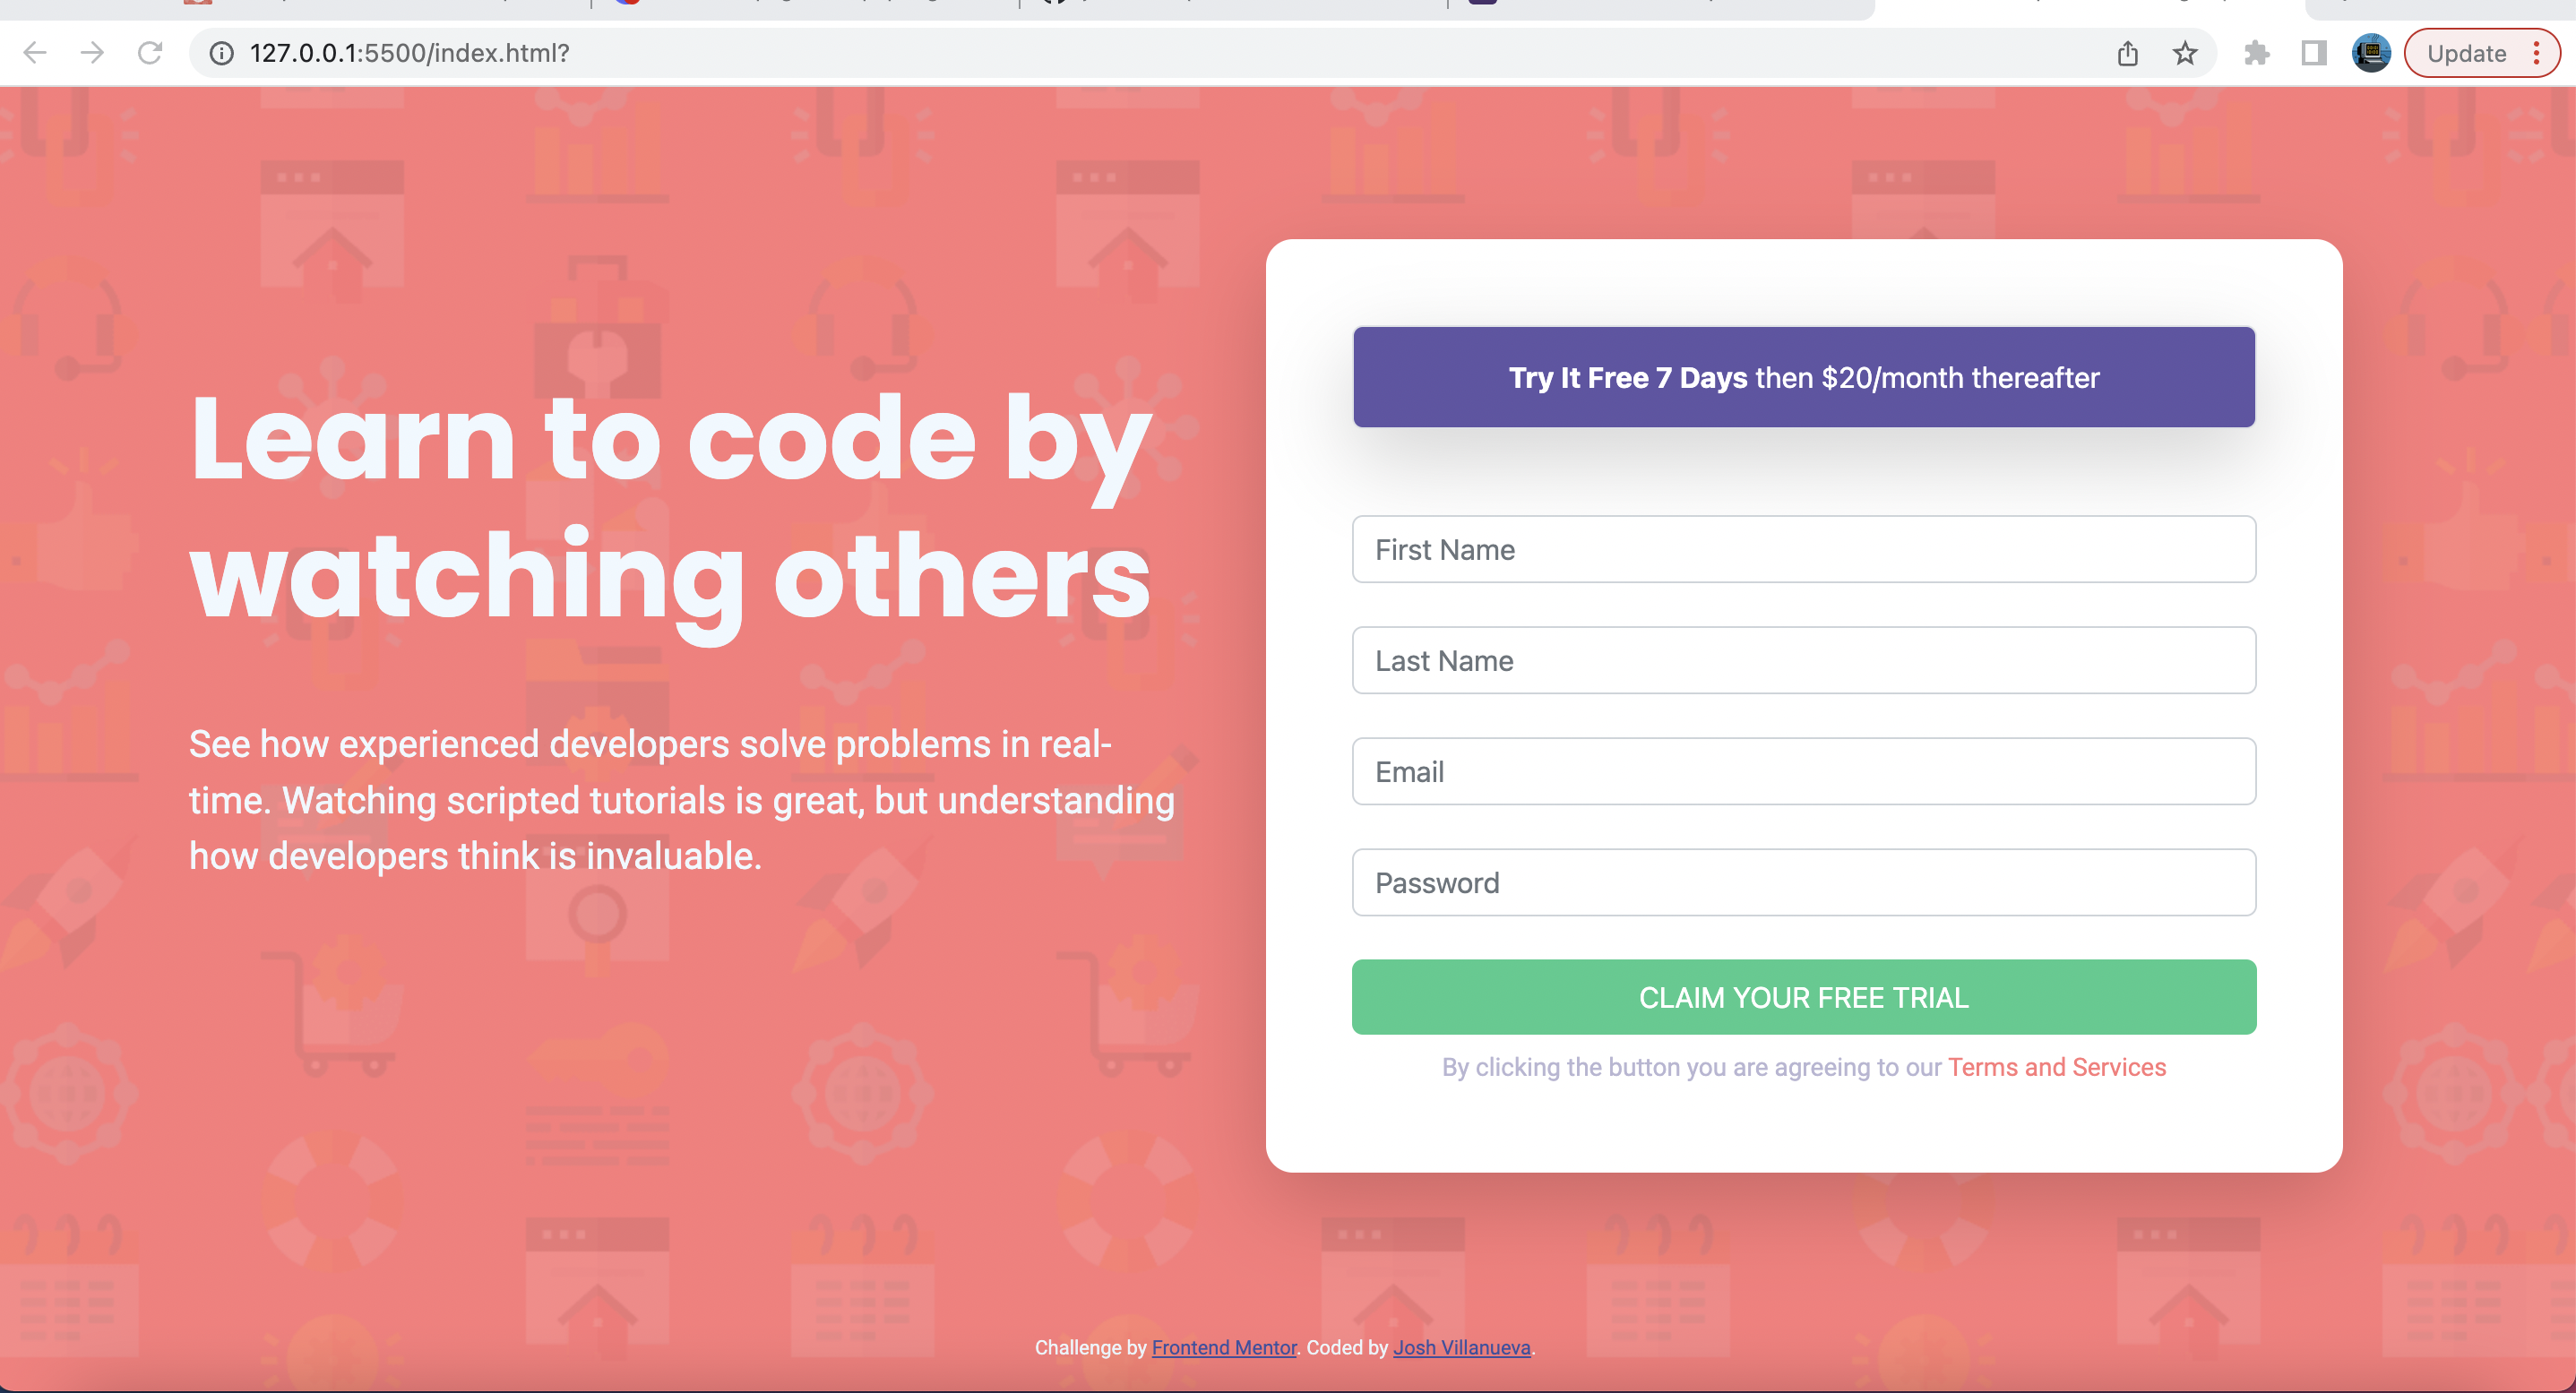 127.0.0.1:5500/index.html?
Update
Learn to code by
watching others
See how experienced developers solve problems in real-
time. Watching scripted tutorials is great, but understanding
how developers think is invaluable.
Try It Free 7 Days then $20/month thereafter
First Name
Last Name
Email
Password
CLAIM YOUR FREE TRIAL
By clicking the button you are agreeing to our Terms and Services
Challenge by Frontend Mentor. Coded by Josh Villanueva.